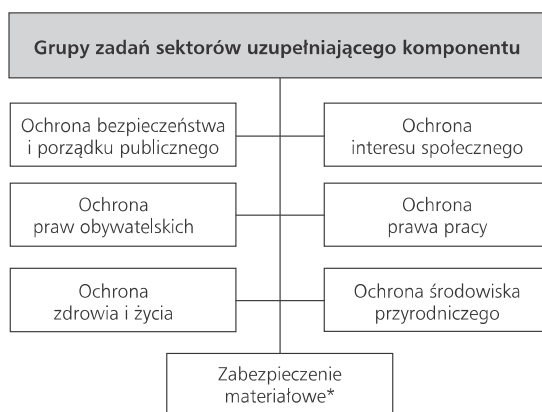 Grupy zadań sektorów uzupełniającego komponentu
Ochrona bezpieczeństwa
i porządku publicznego
Ochrona
interesu społecznego
Ochrona
praw obywatelskich
Ochrona
prawa pracy
Ochrona
zdrowia i życia
Ochrona środowiska
przyrodniczego
Zabezpieczenie
materiałowe*